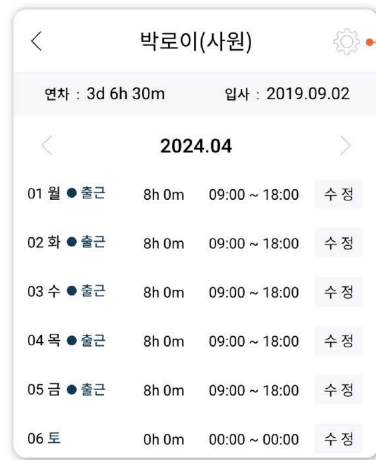 박로이(사원)
연차 : 3d 6h 30m 입사 : 2019.09.02
2024.04
01 월 출근 8h 0m 09:00 ~ 18:00 수정
02 화 출근 8h 0m 09:00 ~ 18:00 수정
03 수 출근 8h 0m 09:00 ~ 18:00 수정
04 목 출근 8h 0m 09:00 ~ 18:00 수정
05 금 출근 8h 0m 09:00 ~ 18:00 수정
06 토 0h 0m 00:00 ~ 00:00 수정